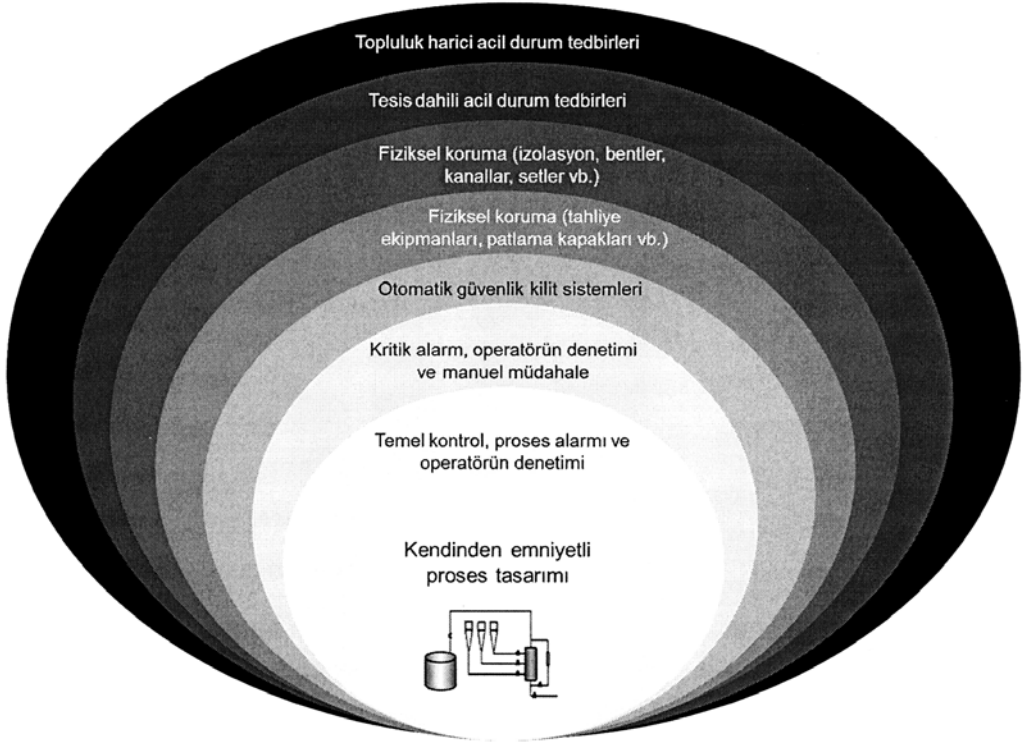 Topluluk harici acil durum tedbirleri
Tesis dahili acil durum tedbirleri
Fiziksel koruma (izolasyon, bentler,
kanallar, setler vb.)
Fiziksel koruma (tahliye
ekipmanları, patlama kapakları vb.)
Otomatik güvenlik kilit sistemleri
Kritik alarm, operatörün denetimi
ve manuel müdahale
Temel kontrol, proses alarmı ve
operatörün denetimi
Kendinden emniyetli
proses tasarımı